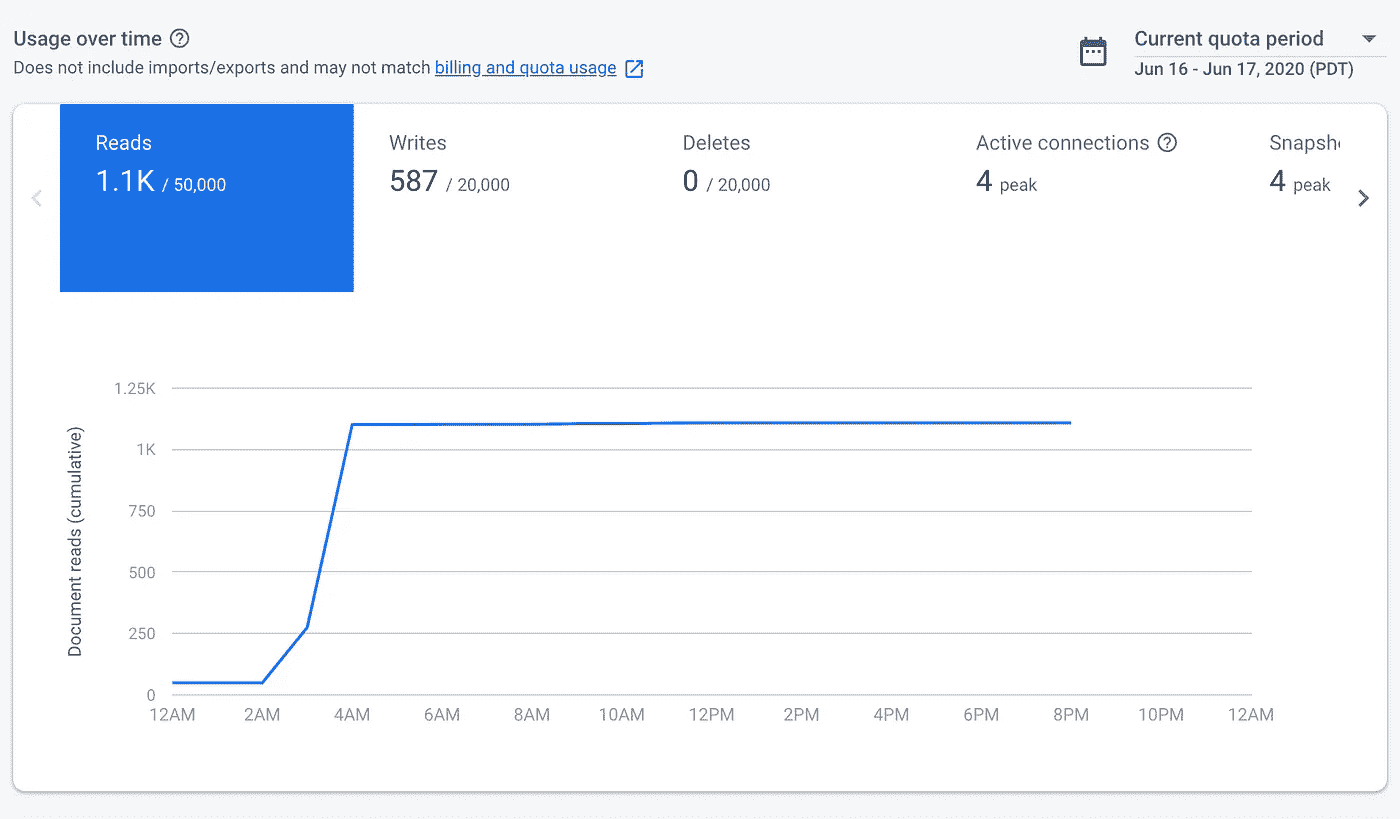 Usage over time
Does not include imports/exports and may not match billing and quota usage
Current quota period
Jun 16 - Jun 17, 2020 (PDT)
Reads
1.1K / 50,000
Writes
587 / 20,000
Deletes
0 / 20,000
Active connections
4 peak
Snapsh
4 peak
Document reads (cumulative)
1.25K
1K
750
500
250
0
12AM 2AM 4AM 6AM 8AM 10AM 12PM 2PM 4PM 6PM 8PM 10PM 12AM